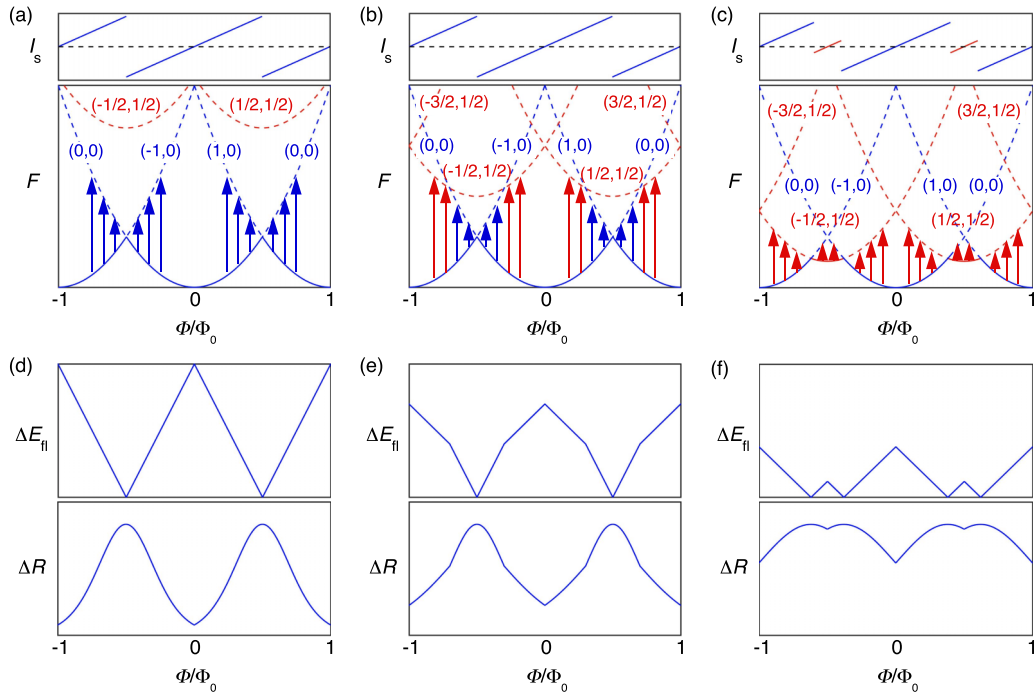 (a)
I_s
(-1/2,1/2) (1/2,1/2)
(0,0) (-1,0) (1,0) (0,0)
F
-1 0 1
Φ/Φ_0
(b)
I_s
(-3/2,1/2) (3/2,1/2)
(0,0) (-1,0) (1,0) (0,0)
(-1/2,1/2) (1/2,1/2)
F
-1 0 1
Φ/Φ_0
(c)
I_s
(-3/2,1/2) (3/2,1/2)
(0,0) (-1,0) (1,0) (0,0)
(-1/2,1/2) (1/2,1/2)
F
-1 0 1
Φ/Φ_0
(d)
ΔE_fl
ΔR
-1 0 1
Φ/Φ_0
(e)
ΔE_fl
ΔR
-1 0 1
Φ/Φ_0
(f)
ΔE_fl
ΔR
-1 0 1
Φ/Φ_0